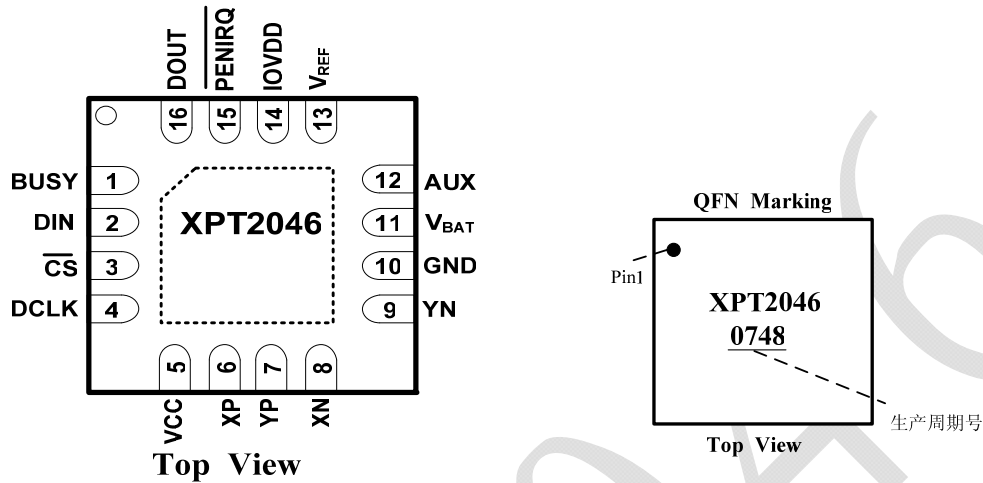 DOUT
PENIRQ
IOVDD
VREF
16
15
14
13
BUSY 1
DIN 2
CS 3
DCLK 4
XPT2046
12 AUX
11 VBAT
10 GND
9 YN
5
6
7
8
VCC
XP
YP
XN
Top View
QFN Marking
Pin1
XPT2046
0748
生产周期号
Top View